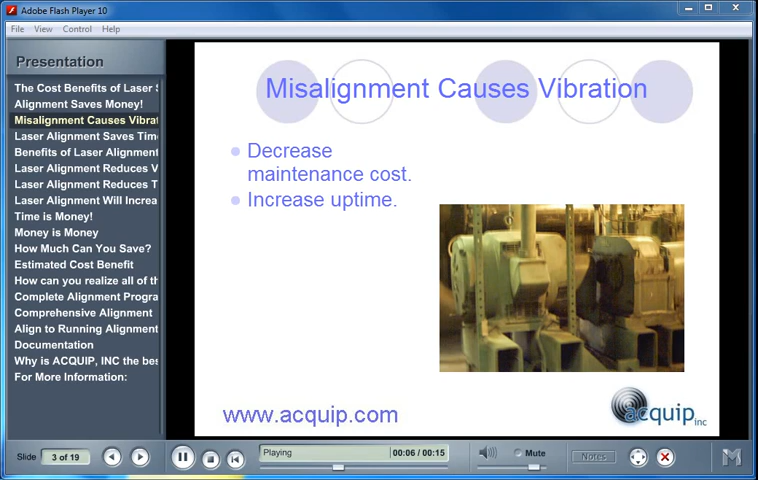 Adobe Flash Player 10
File View Control Help
Presentation
The Cost Benefits of Laser
Alignment Saves Money!
Misalignment Causes Vibrat
Laser Alignment Saves Time
Benefits of Laser Alignment
Laser Alignment Reduces V
Laser Alignment Reduces T
Laser Alignment Will Increa
Time is Money!
Money is Money
How Much Can You Save?
Estimated Cost Benefit
How can you realize all of th
Complete Alignment Progra
Comprehensive Alignment
Align to Running Alignment
Documentation
Why is ACQUIP, INC the bes
For More Information:
Misalignment Causes Vibration
Decrease
maintenance cost.
Increase uptime.
www.acquip.com
acquip inc
Slide 3 of 19
Playing 00:06 / 00:15
Mute
Notes